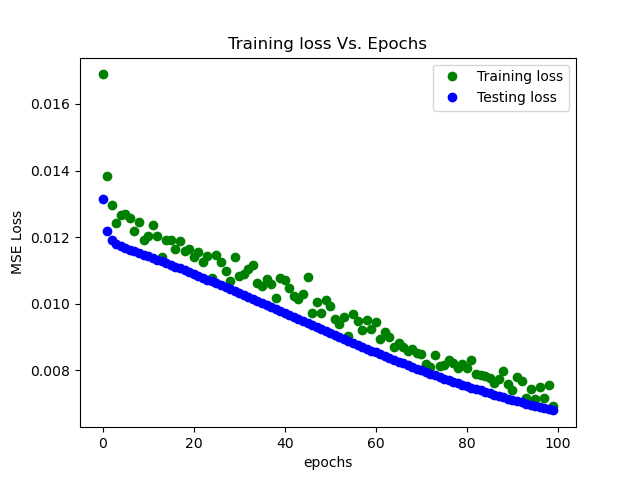 Training loss Vs. Epochs
Training loss
Testing loss
MSE Loss
0.016
0.014
0.012
0.010
0.008
0
20
40
60
80
100
epochs